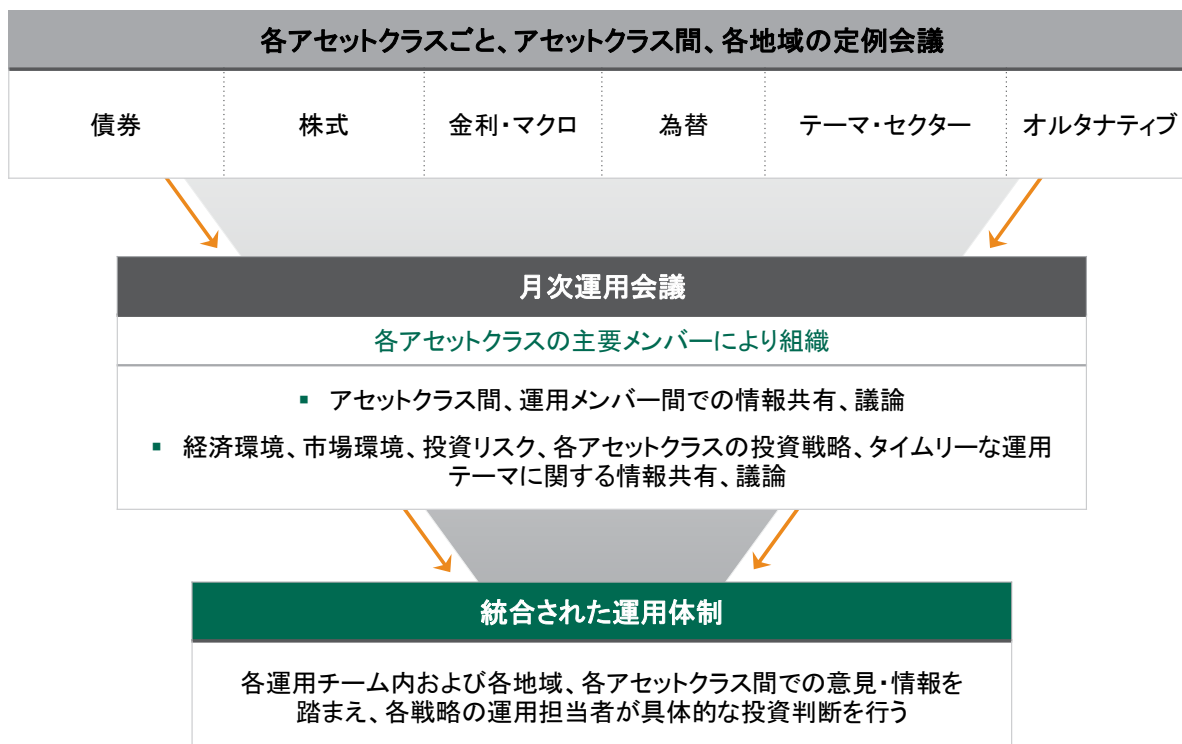 各アセットクラスごと、アセットクラス間、各地域の定例会議
債券
株式
金利・マクロ
為替
テーマ・セクター
オルタナティブ
月次運用会議
各アセットクラスの主要メンバーにより組織
▪ アセットクラス間、運用メンバー間での情報共有、議論
▪ 経済環境、市場環境、投資リスク、各アセットクラスの投資戦略、タイムリーな運用
テーマに関する情報共有、議論
統合された運用体制
各運用チーム内および各地域、各アセットクラス間での意見・情報を
踏まえ、各戦略の運用担当者が具体的な投資判断を行う